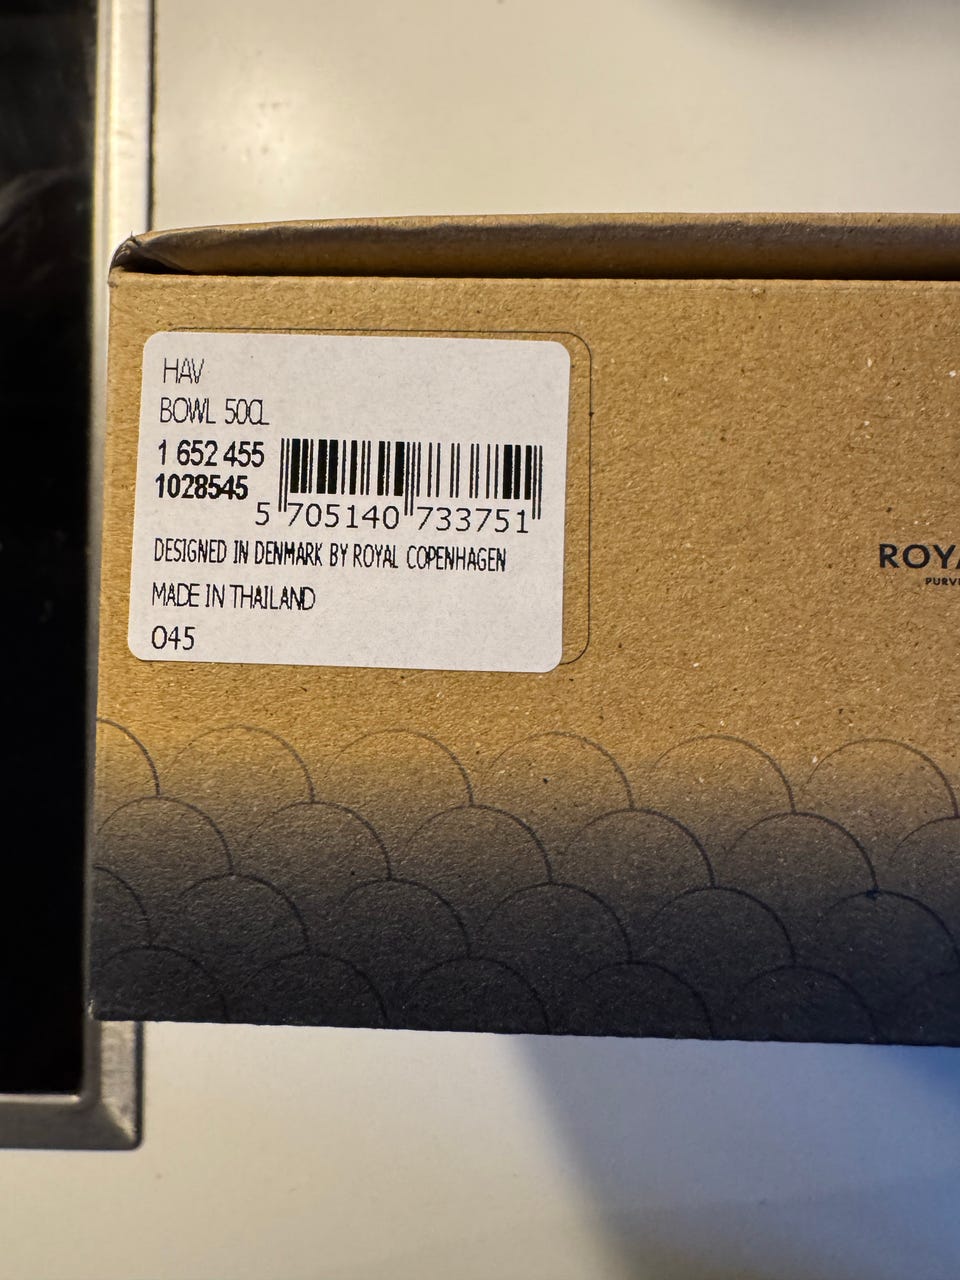 HAV
BOWL 50CL
1 652 455
1028545
5 705140 733751
DESIGNED IN DENMARK BY ROYAL COPENHAGEN
MADE IN THAILAND
045